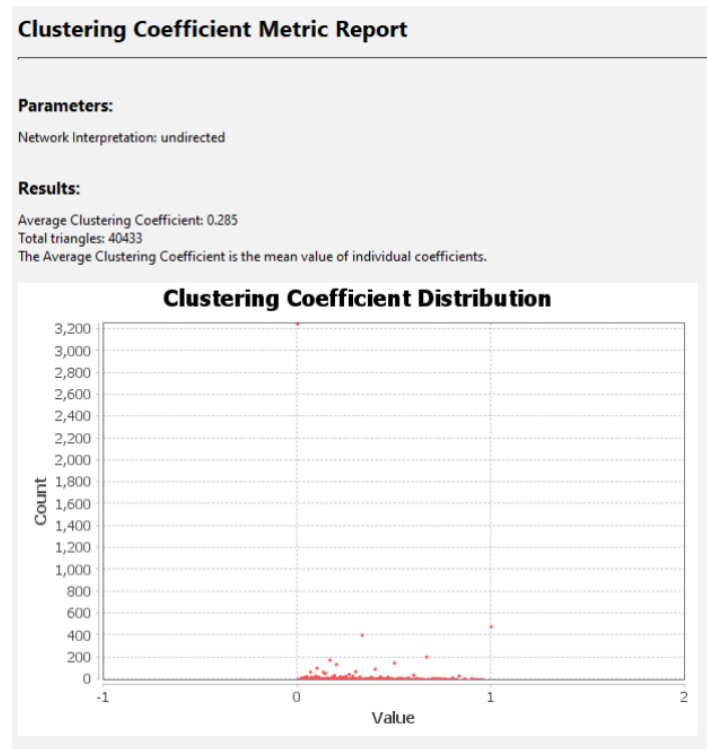 Clustering Coefficient Metric Report
Parameters:
Network Interpretation: undirected
Results:
Average Clustering Coefficient: 0.285
Total triangles: 40433
The Average Clustering Coefficient is the mean value of individual coefficients.
Clustering Coefficient Distribution
3,200
3,000
2,800
2,600
2,400
2,200
2,000
1,800
1,600
1,400
1,200
1,000
800
600
400
200
0
Count
-1 0 1 2
Value